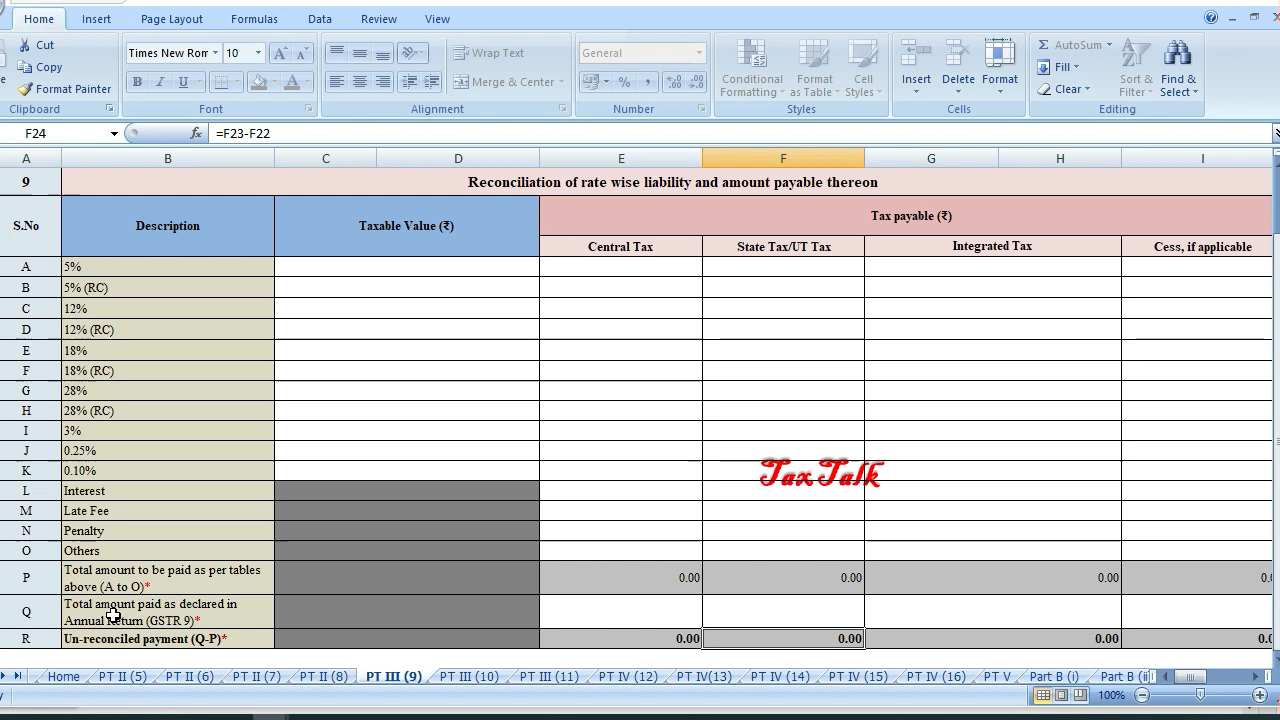 Home Insert Page Layout Formulas Data Review View
Cut
Copy
Format Painter
Clipboard
Times New Ror 10
B I U
Font
Wrap Text
Merge & Center
Alignment
General
%
Number
Conditional Formatting
Format as Table
Cell Styles
Styles
Insert Delete Format
Cells
AutoSum
Fill
Clear
Sort & Filter
Find & Select
Editing
F24 fx =F23-F22
A B C D E F G H I
9 Reconciliation of rate wise liability and amount payable thereon
S.No Description Taxable Value (₹) Tax payable (₹)
Central Tax State Tax/UT Tax Integrated Tax Cess, if applicable
A 5%
B 5% (RC)
C 12%
D 12% (RC)
E 18%
F 18% (RC)
G 28%
H 28% (RC)
I 3%
J 0.25%
K 0.10%
TaxTalk
L Interest
M Late Fee
N Penalty
O Others
P Total amount to be paid as per tables
above (A to O)* 0.00 0.00 0.00
Q Total amount paid as declared in
Annual Return (GSTR 9)*
R Un-reconciled payment (Q-P)* 0.00 0.00 0.00
Home PT II (5) PT II (6) PT II (7) PT II (8) PT III (9) PT III (10) PT III (11) PT IV (12) PT IV(13) PT IV (14) PT IV (15) PT IV (16) PT V Part B (i) Part B (ii
100%